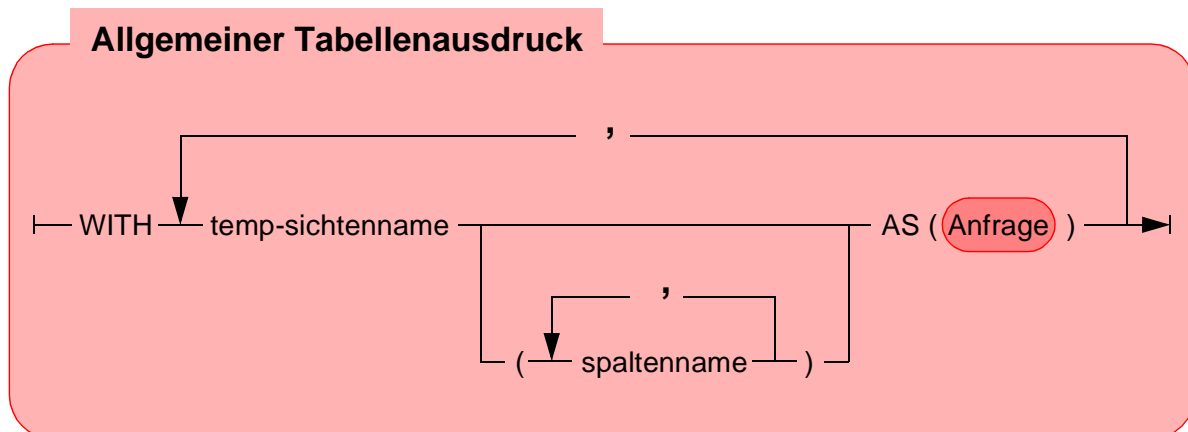 Allgemeiner Tabellenausdruck
,
WITH temp-sichtenname AS ( Anfrage )
,
( spaltenname )